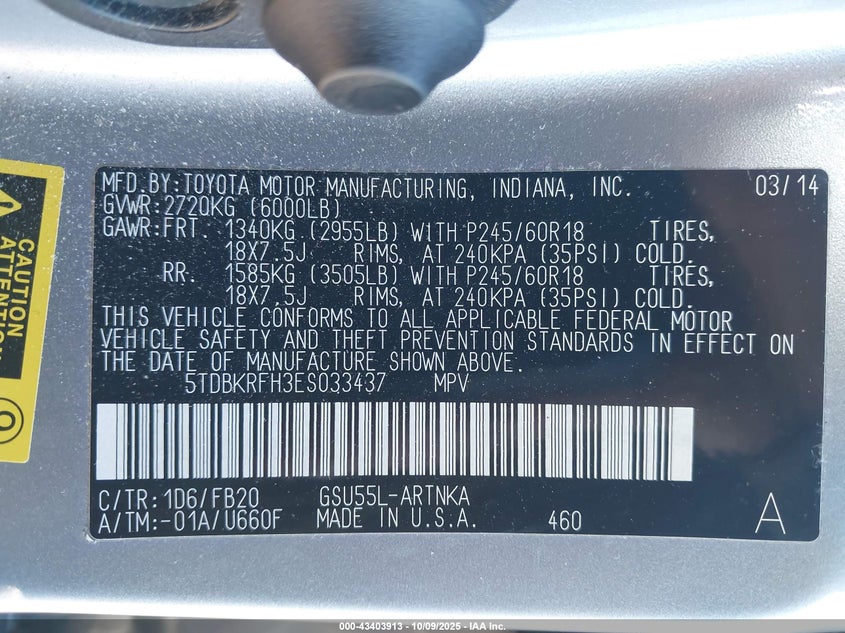 MFD.BY:TOYOTA MOTOR MANUFACTURING, INDIANA, INC. 03/14
GVWR:2720KG (6000LB)
GAWR:FRT. 1340KG (2955LB) WITH P245/60R18 TIRES,
18X7.5J RIMS, AT 240KPA (35PSI) COLD.
RR. 1585KG (3505LB) WITH P245/60R18 TIRES,
18X7.5J RIMS, AT 240KPA (35PSI) COLD.
THIS VEHICLE CONFORMS TO ALL APPLICABLE FEDERAL MOTOR
VEHICLE SAFETY AND THEFT PREVENTION STANDARDS IN EFFECT ON
THE DATE OF MANUFACTURE SHOWN ABOVE.
5TDBKRFH3ES033437 MPV
C/TR:1D6/FB20 GSU55L-ARTNKA
A/TM:-01A/U660F MADE IN U.S.A. 460 A
CAUTION
ATTENTION
000-43403913 - 10/09/2025 - IAA Inc.